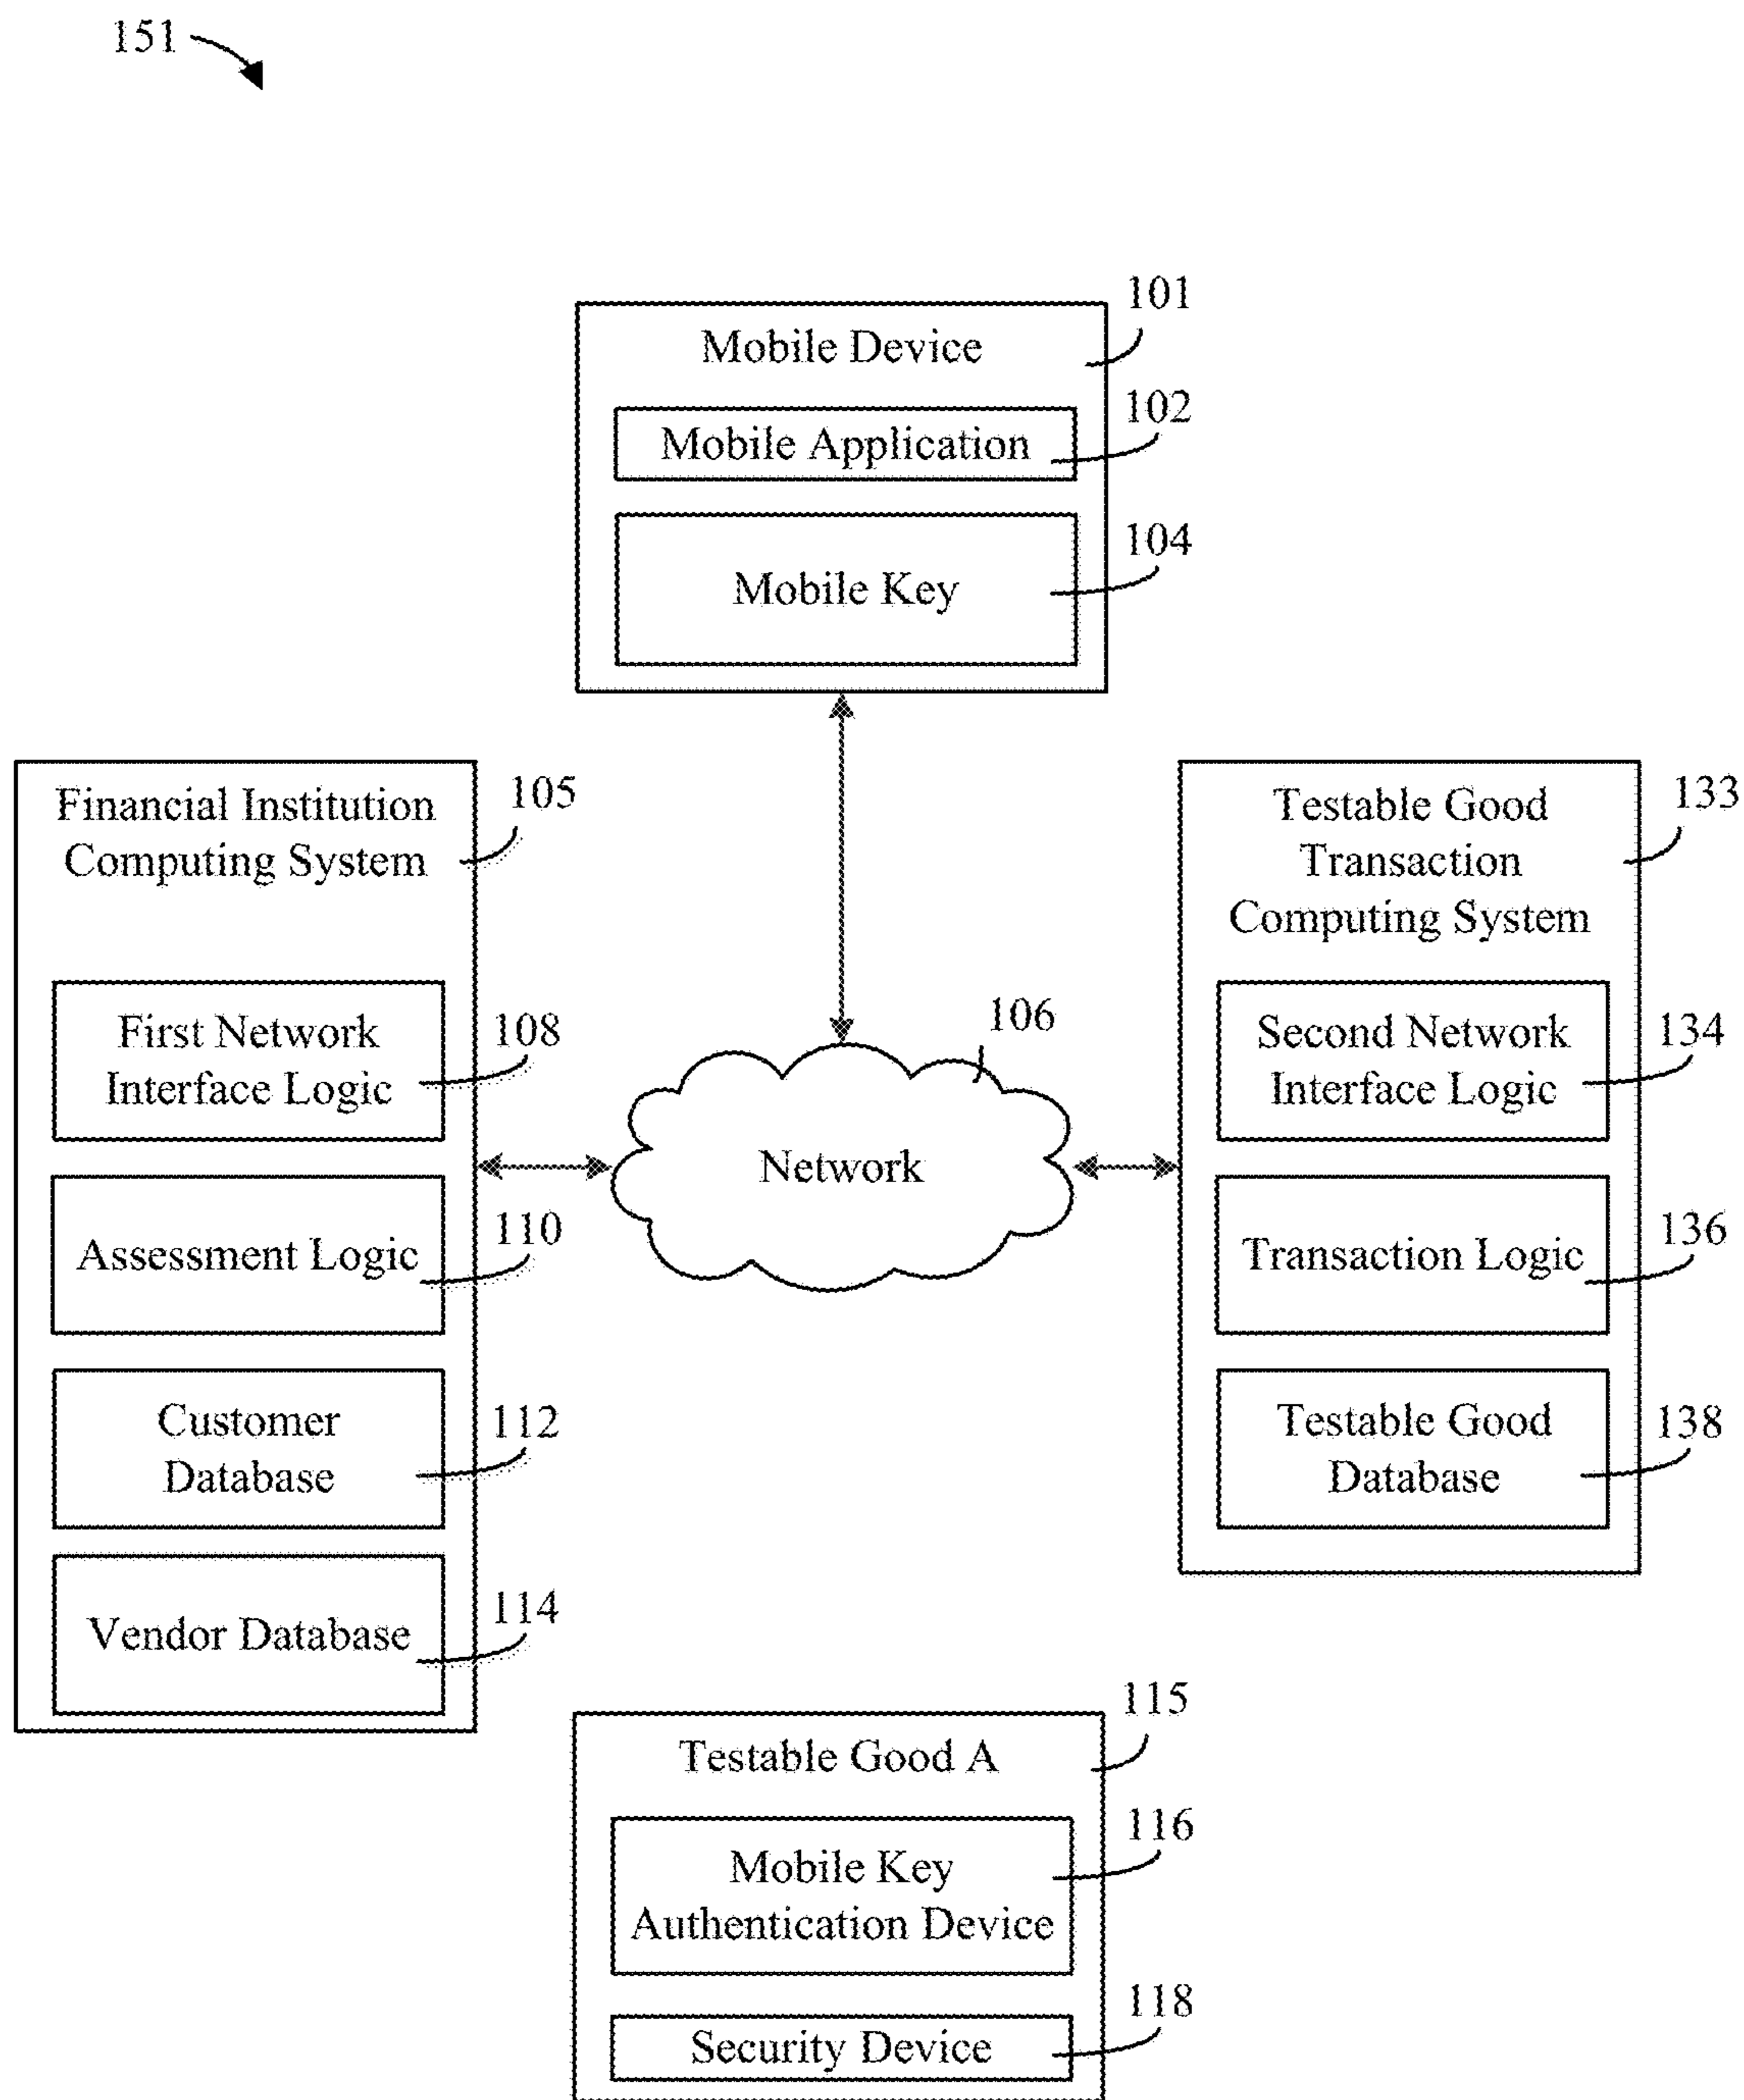 151
101
Mobile Device
102
Mobile Application
104
Mobile Key
Financial Institution
Computing System
105
First Network
Interface Logic
108
Assessment Logic
110
Customer
Database
112
Vendor Database
114
106
Network
Testable Good
Transaction
Computing System
133
Second Network
Interface Logic
134
Transaction Logic
136
Testable Good
Database
138
115
Testable Good A
116
Mobile Key
Authentication Device
118
Security Device